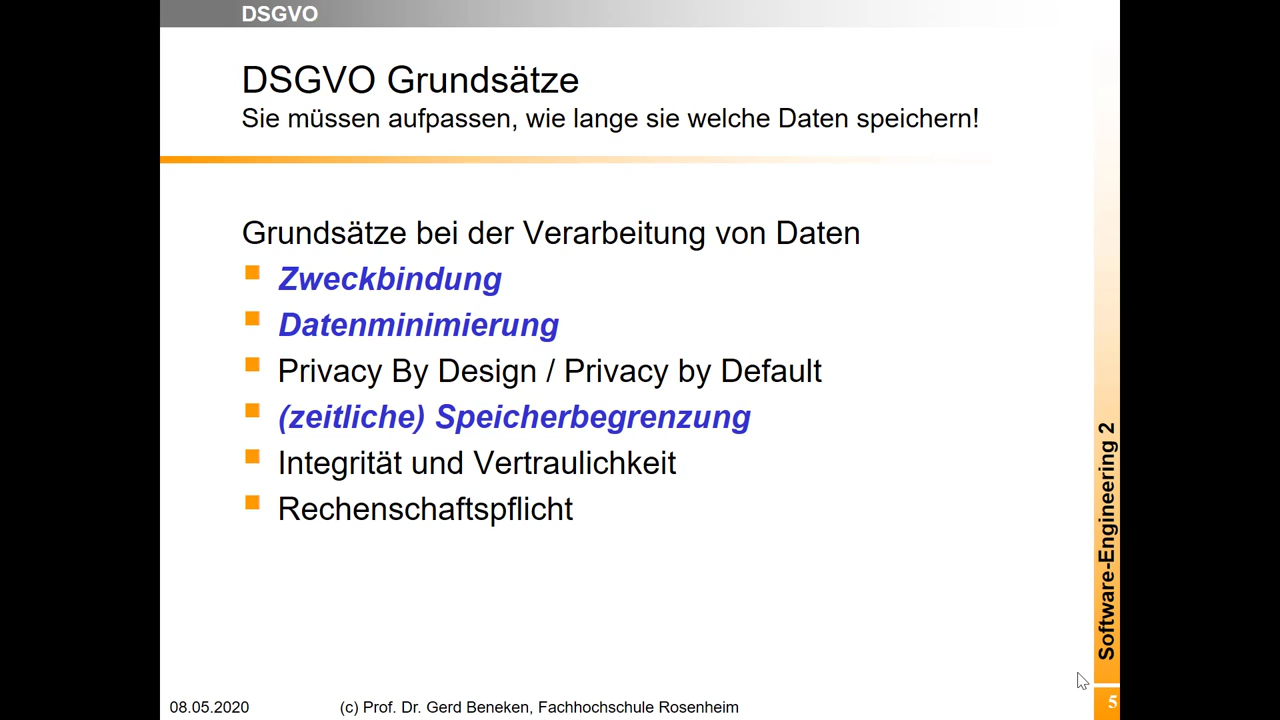 DSGVO
DSGVO Grundsätze
Sie müssen aufpassen, wie lange sie welche Daten speichern!
Grundsätze bei der Verarbeitung von Daten
Zweckbindung
Datenminimierung
Privacy By Design / Privacy by Default
(zeitliche) Speicherbegrenzung
Integrität und Vertraulichkeit
Rechenschaftspflicht
Software-Engineering 2
08.05.2020
(c) Prof. Dr. Gerd Beneken, Fachhochschule Rosenheim
5